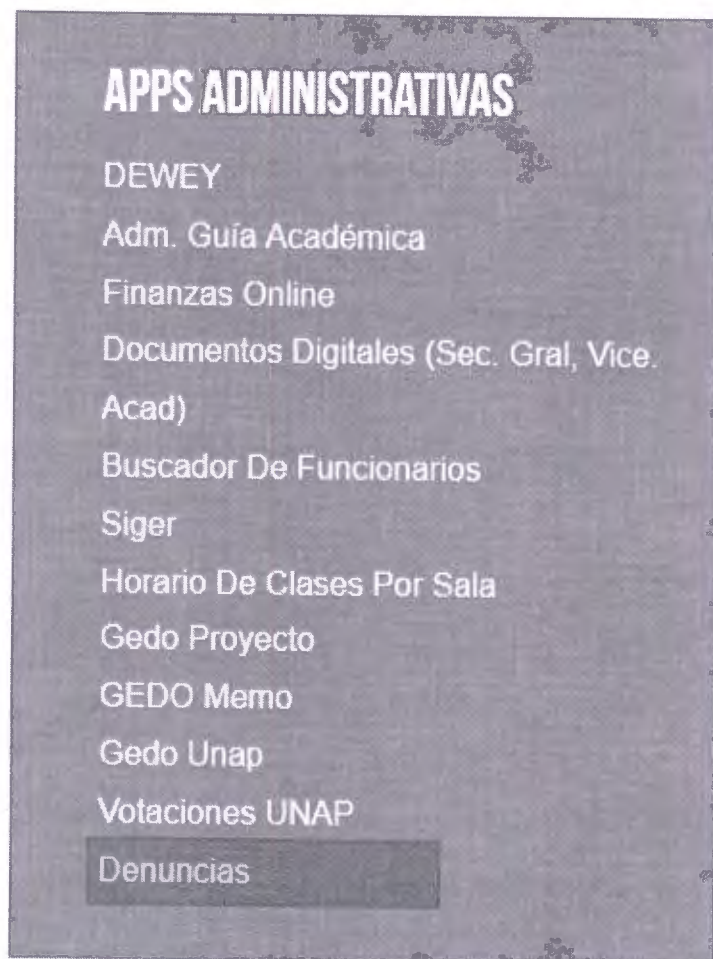 APPS ADMINISTRATIVAS
DEWEY
Adm. Guía Académica
Finanzas Online
Documentos Digitales (Sec. Gral, Vice.
Acad)
Buscador De Funcionarios
Siger
Horario De Clases Por Sala
Gedo Proyecto
GEDO Memo
Gedo Unap
Votaciones UNAP
Denuncias